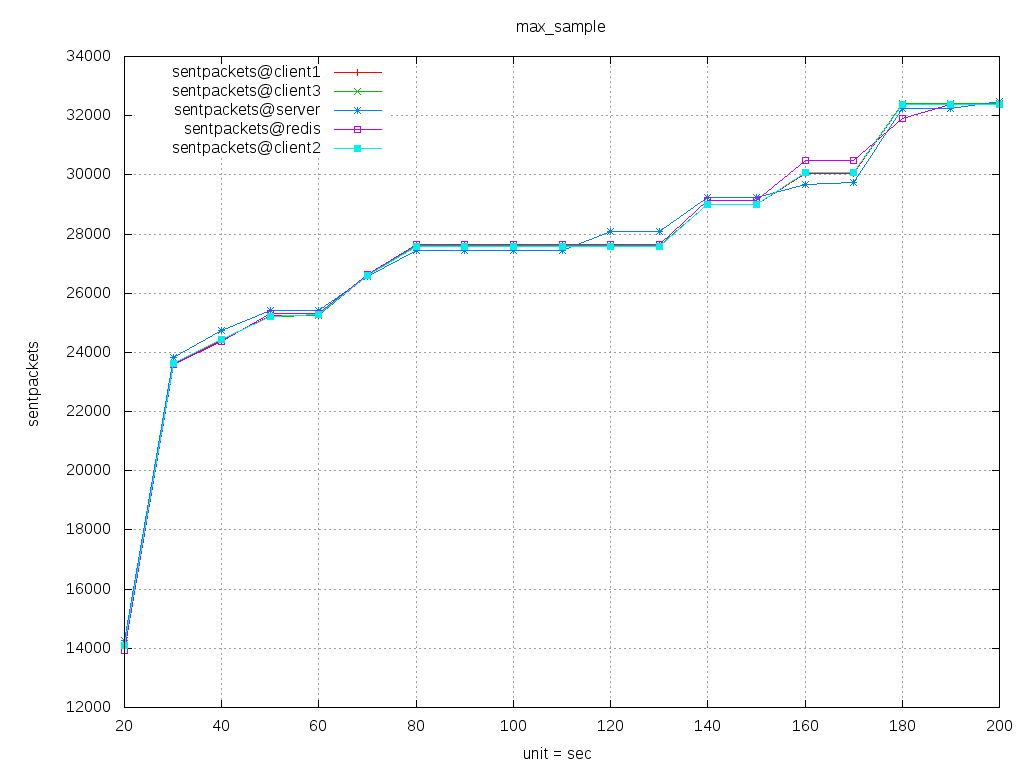 max_sample
34000
32000
30000
28000
26000
24000
22000
20000
18000
16000
14000
12000
sentpackets@client1
sentpackets@client3
sentpackets@server
sentpackets@redis
sentpackets@client2
sentpackets
20 40 60 80 100 120 140 160 180 200
unit = sec